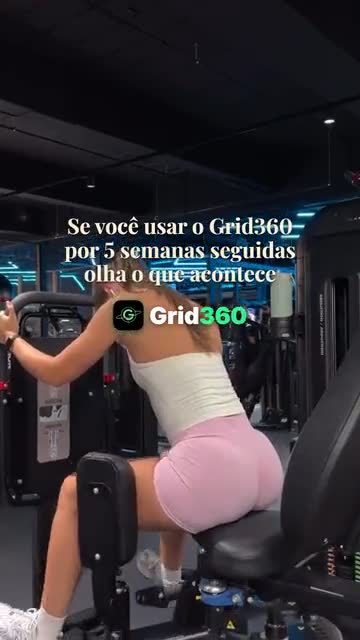 Se você usar o Grid360
por 5 semanas seguidas
olha o que acontece
G Grid360